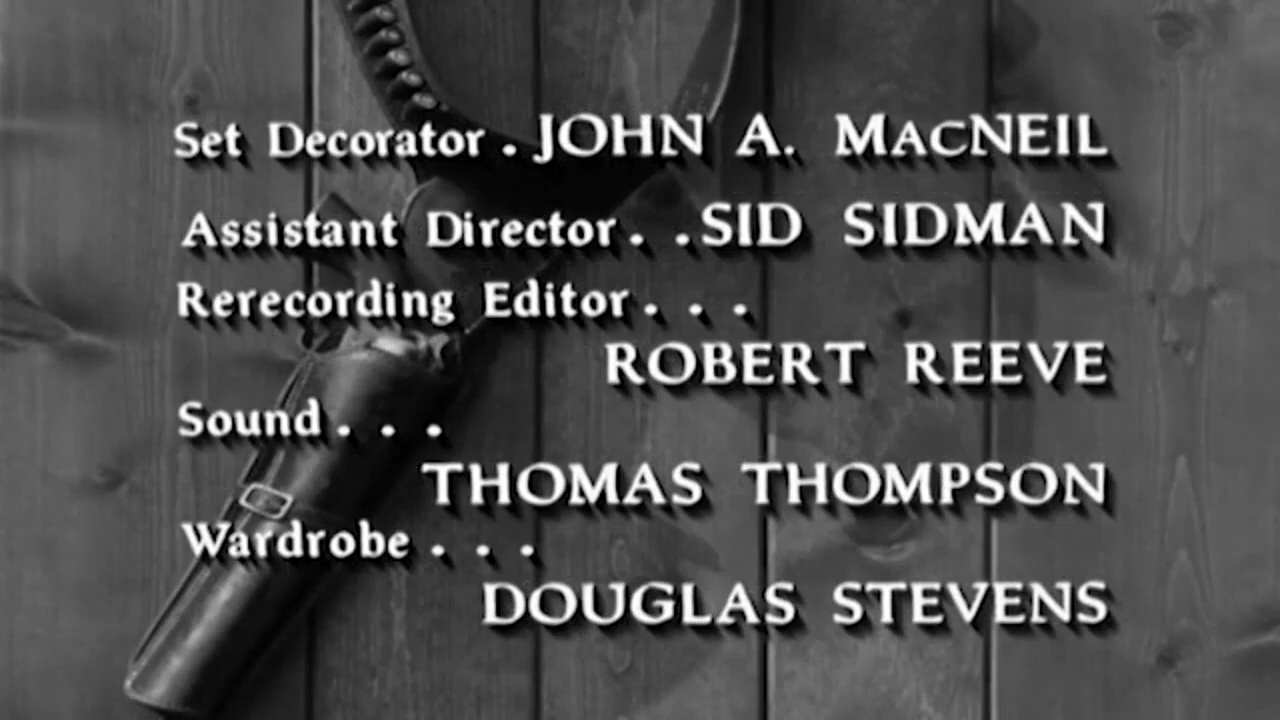 Set Decorator . JOHN A. MACNEIL
Assistant Director . . SID SIDMAN
Rerecording Editor . . .
ROBERT REEVE
Sound . . .
THOMAS THOMPSON
Wardrobe . . .
DOUGLAS STEVENS